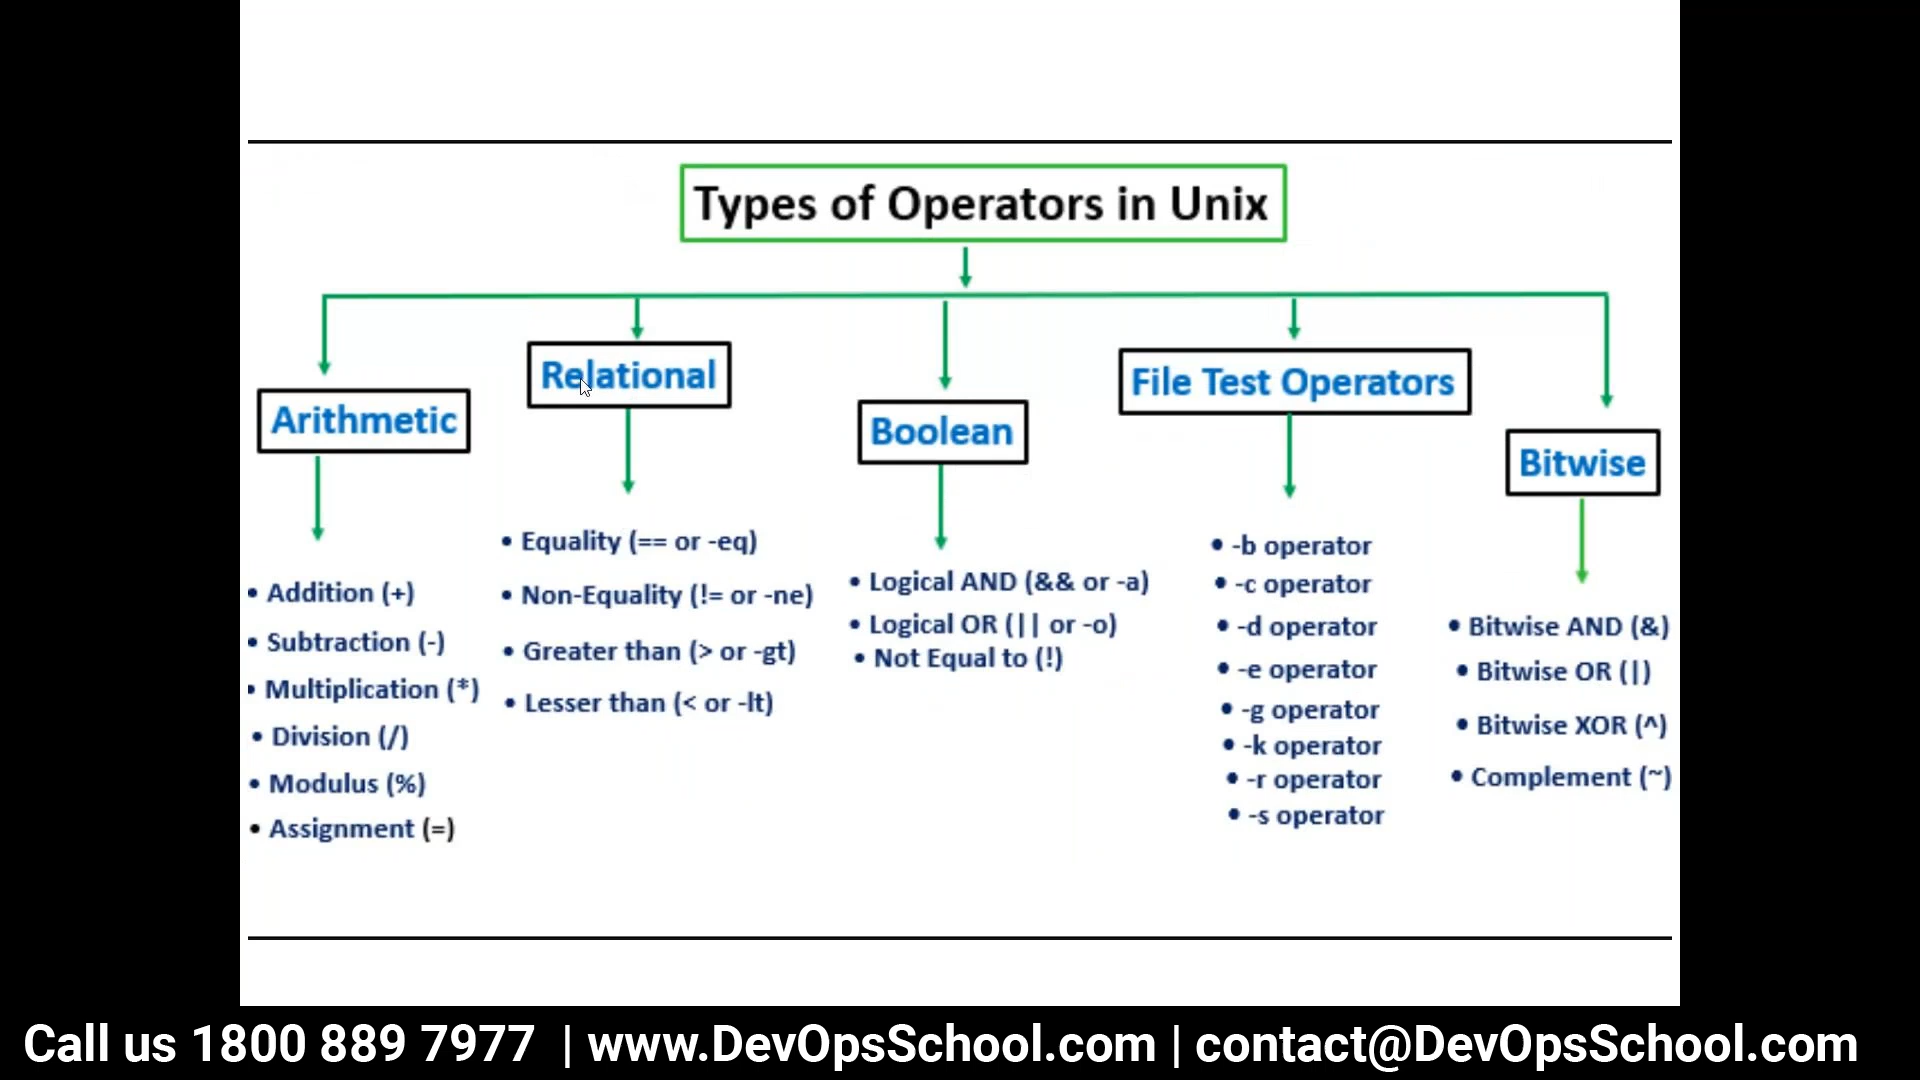 Types of Operators in Unix
Arithmetic
• Addition (+)
• Subtraction (-)
• Multiplication (*)
• Division (/)
• Modulus (%)
• Assignment (=)
Relational
• Equality (== or -eq)
• Non-Equality (!= or -ne)
• Greater than (> or -gt)
• Lesser than (< or -lt)
Boolean
• Logical AND (&& or -a)
• Logical OR (|| or -o)
• Not Equal to (!)
File Test Operators
• -b operator
• -c operator
• -d operator
• -e operator
• -g operator
• -k operator
• -r operator
• -s operator
Bitwise
• Bitwise AND (&)
• Bitwise OR (|)
• Bitwise XOR (^)
• Complement (~)
Call us 1800 889 7977 | www.DevOpsSchool.com | contact@DevOpsSchool.com